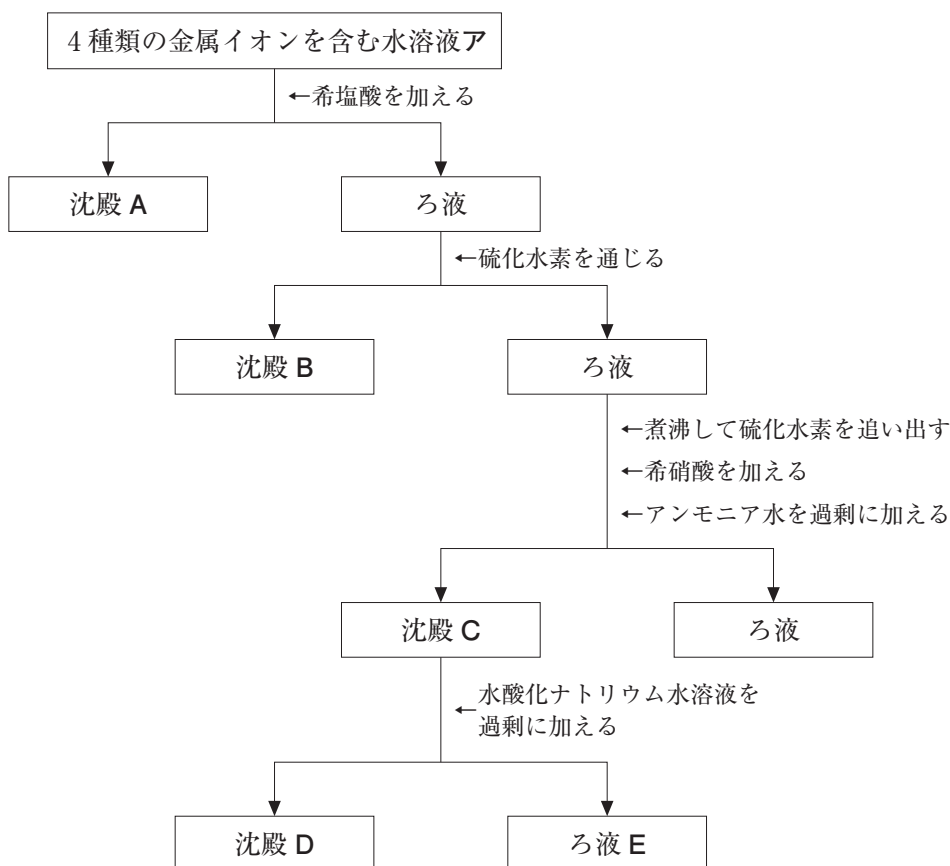 4種類の金属イオンを含む水溶液ア
←希塩酸を加える
沈殿 A
ろ液
←硫化水素を通じる
沈殿 B
ろ液
←煮沸して硫化水素を追い出す
←希硝酸を加える
←アンモニア水を過剰に加える
沈殿 C
ろ液
←水酸化ナトリウム水溶液を
過剰に加える
沈殿 D
ろ液 E